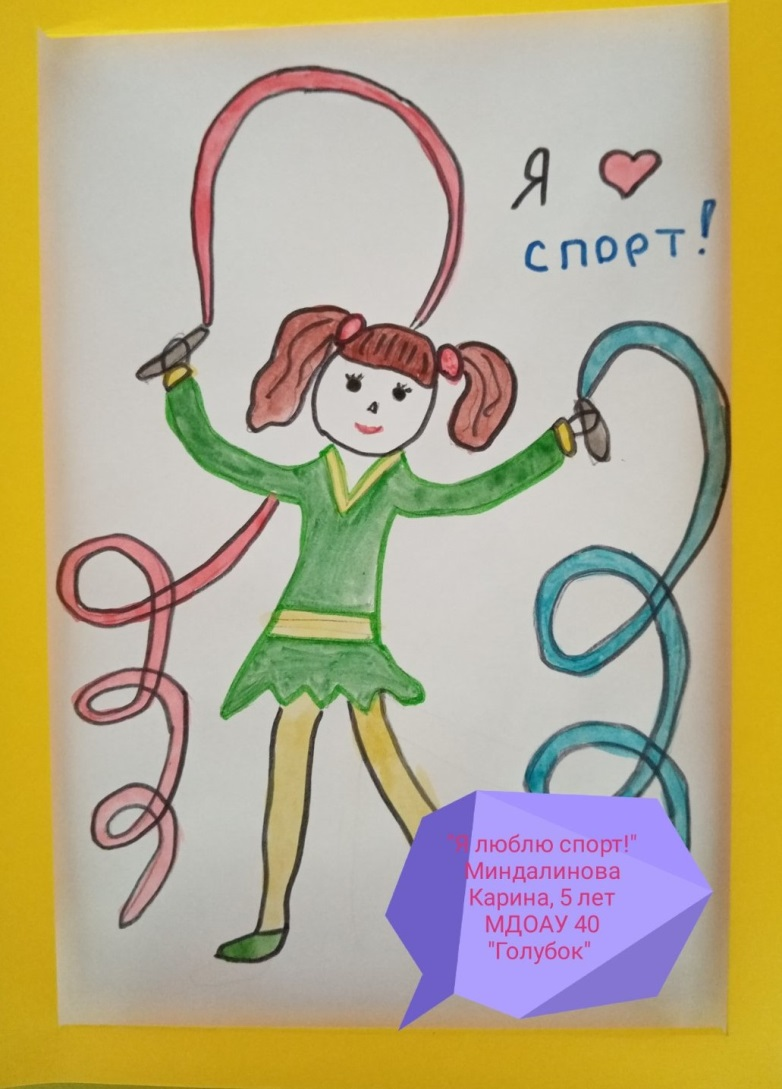 Я ❤
спорт!
"Я люблю спорт!"
Миндалинова
Карина, 5 лет
МДОАУ 40
"Голубок"